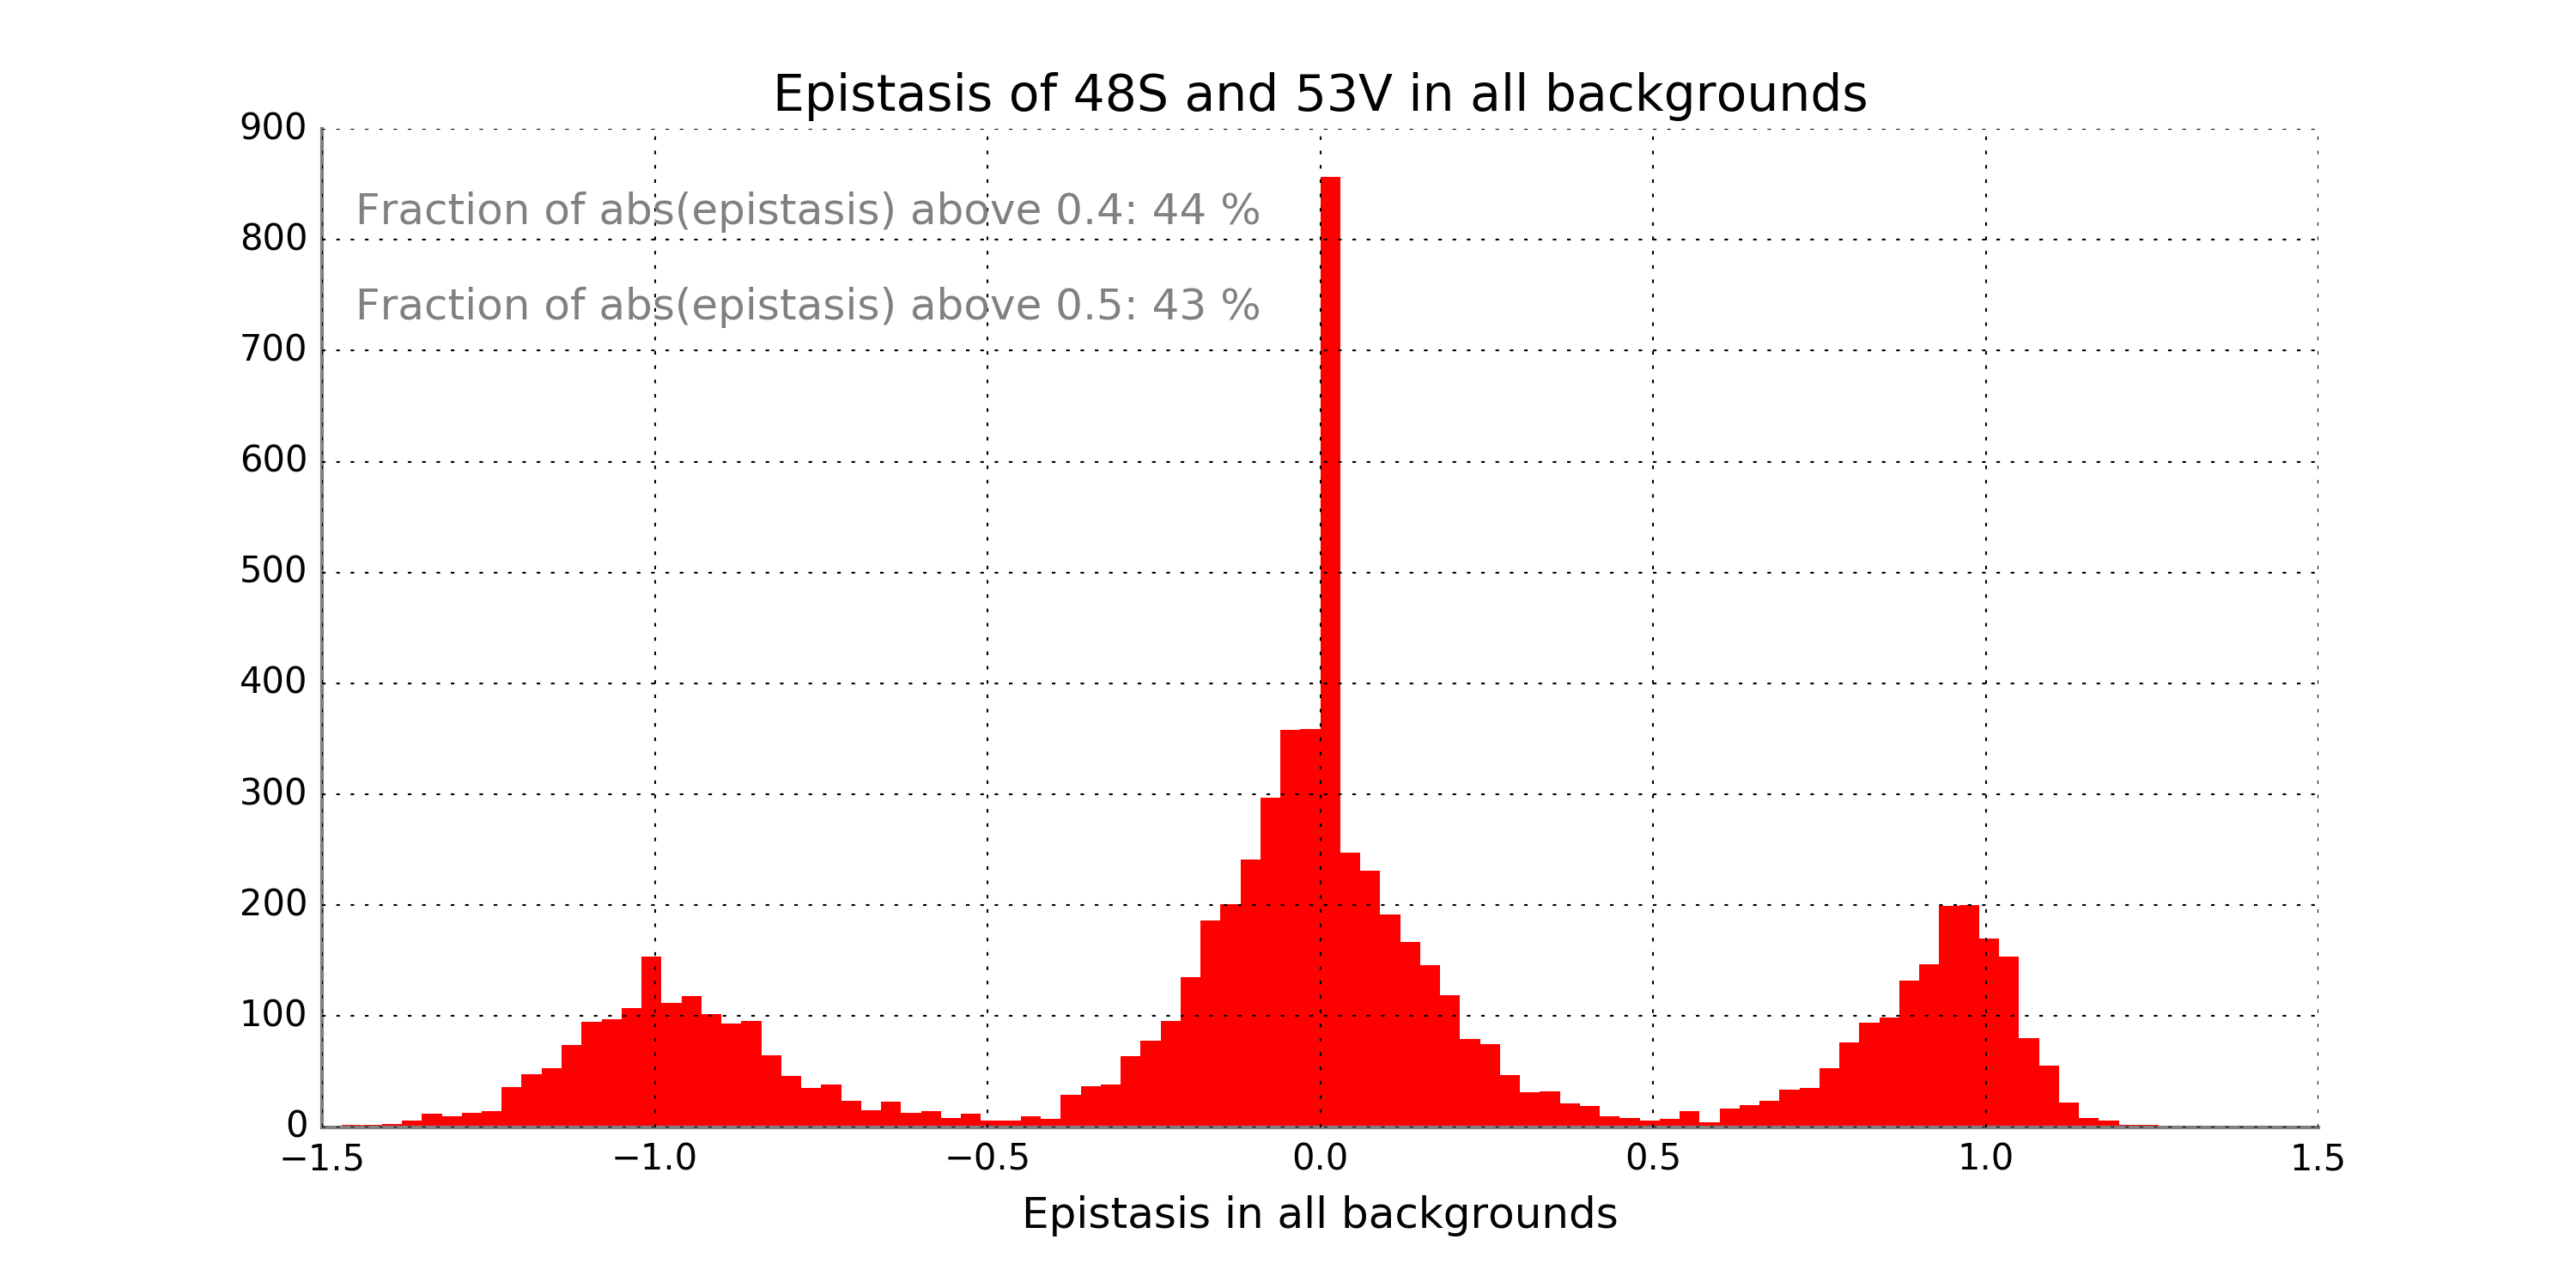 Epistasis of 48S and 53V in all backgrounds
900
Fraction of abs(epistasis) above 0.4: 44 %
800
Fraction of abs(epistasis) above 0.5: 43 %
700
600
500
400
300
200
100
0
−1.5 −1.0 −0.5 0.0 0.5 1.0 1.5
Epistasis in all backgrounds